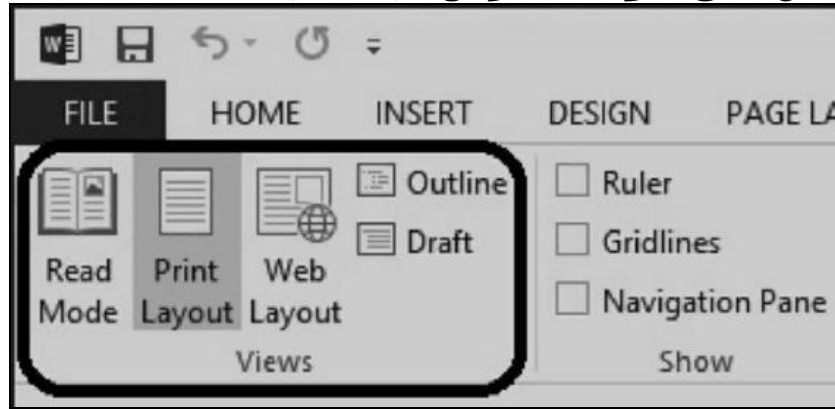 FILE HOME INSERT DESIGN PAGE LA
Read Mode
Print Layout
Web Layout
Outline
Draft
Views
Ruler
Gridlines
Navigation Pane
Show